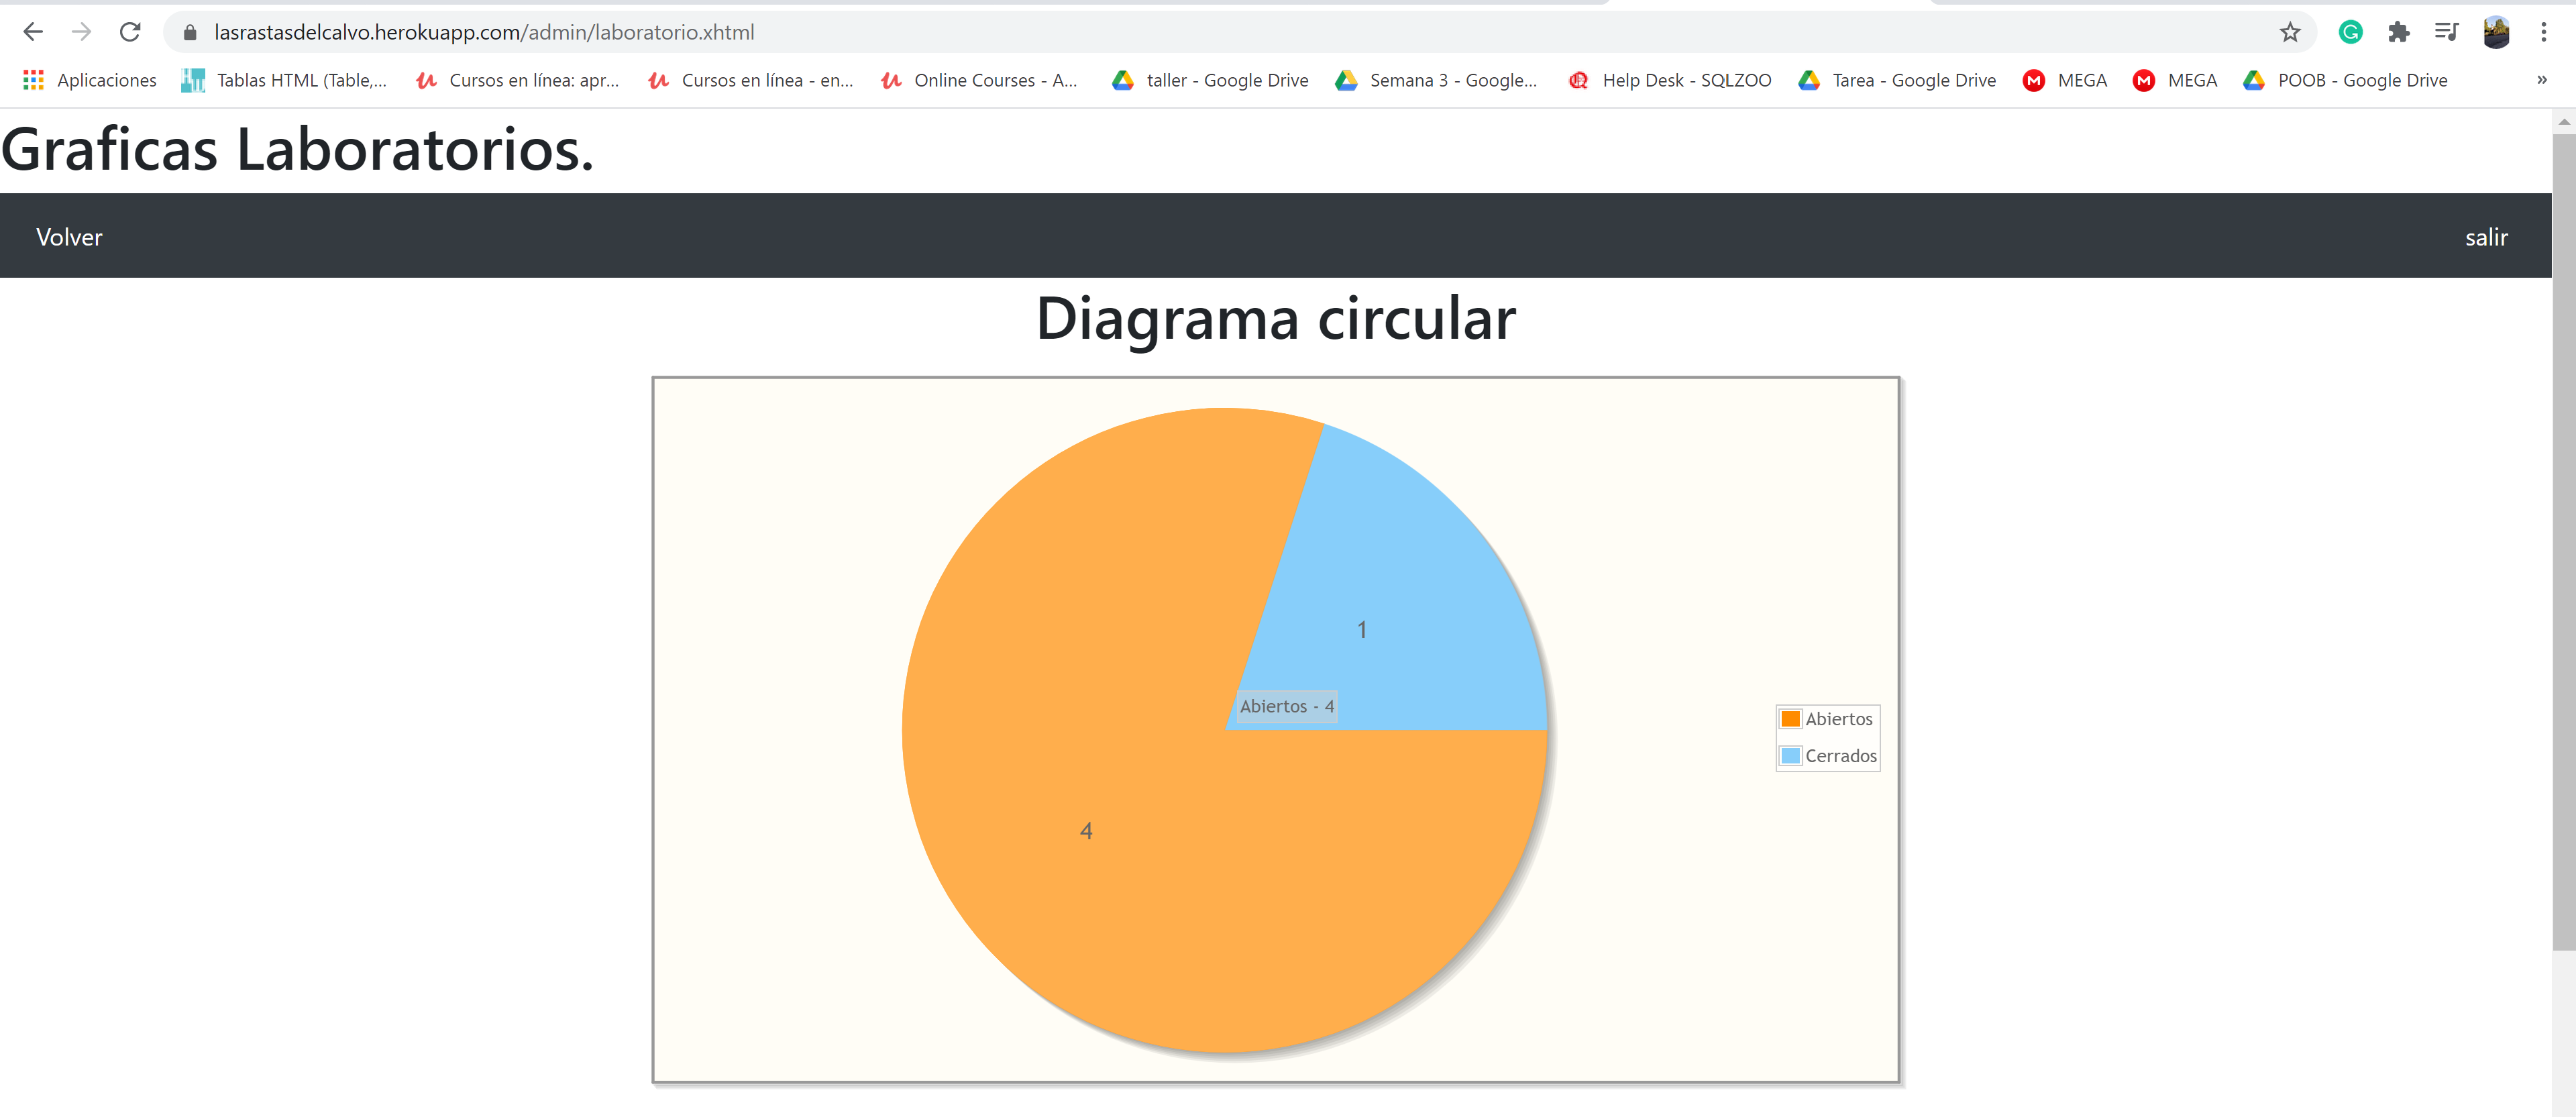 lasrastasdelcalvo.herokuapp.com/admin/laboratorio.xhtml
Aplicaciones Tablas HTML (Table,... Cursos en línea: apr... Cursos en línea - en... Online Courses - A... taller - Google Drive Semana 3 - Google... Help Desk - SQLZOO Tarea - Google Drive MEGA MEGA POOB - Google Drive »
Graficas Laboratorios.
Volver salir
Diagrama circular
1
Abiertos - 4
4
Abiertos
Cerrados